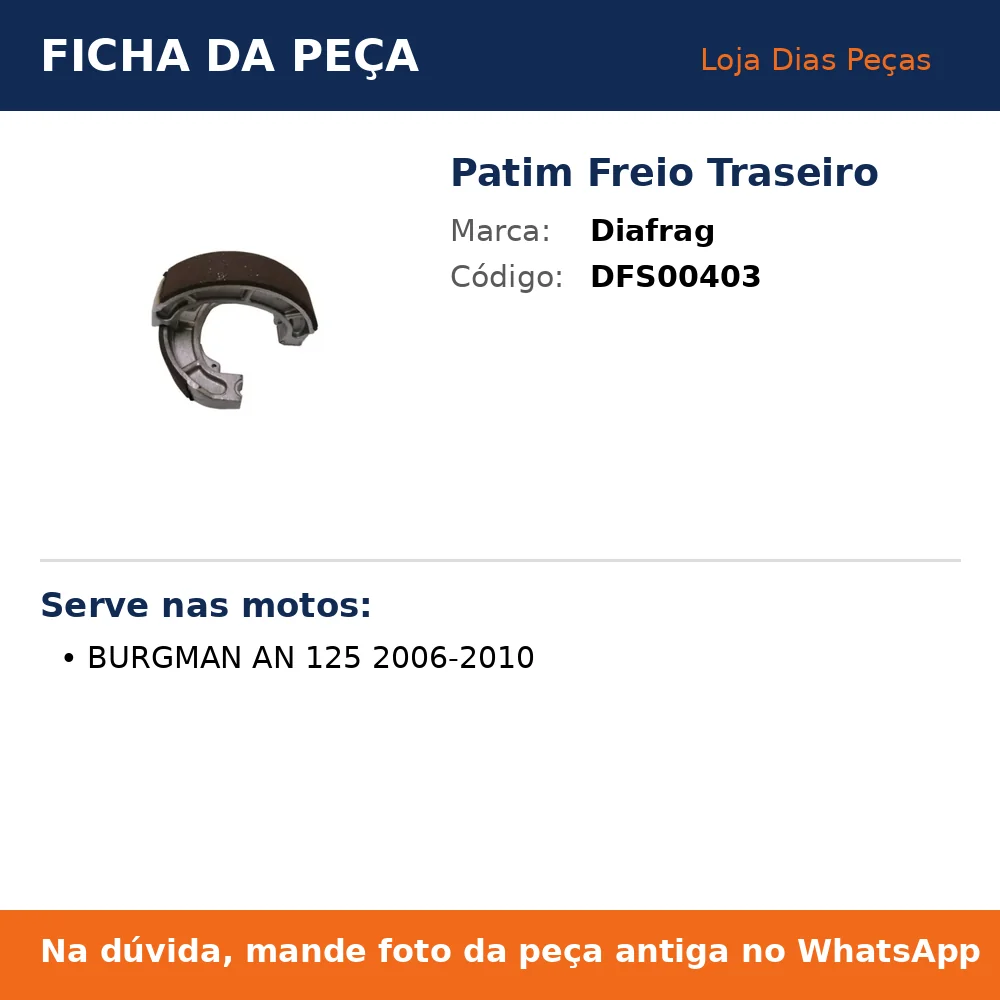 FICHA DA PEÇA
Loja Dias Peças
Patim Freio Traseiro
Marca: Diafrag
Código: DFS00403
Serve nas motos:
• BURGMAN AN 125 2006-2010
Na dúvida, mande foto da peça antiga no WhatsApp